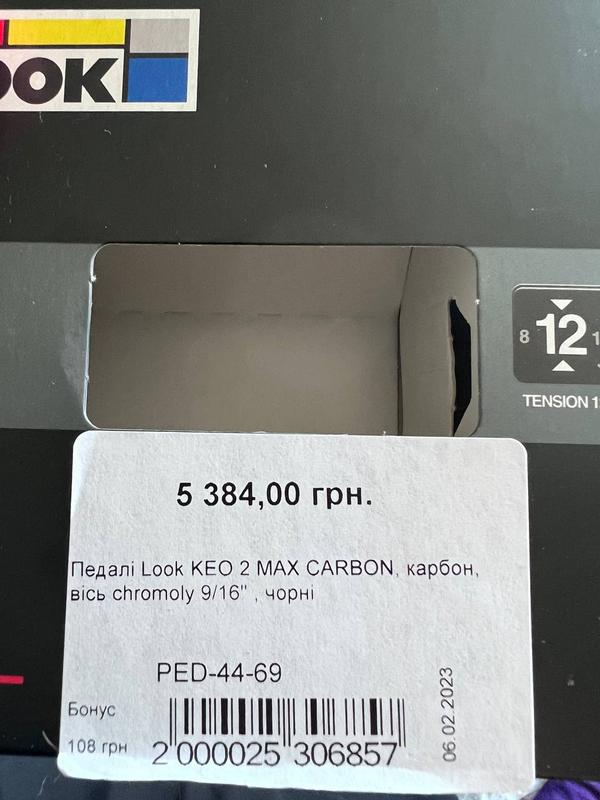 OOK
8 12 1
TENSION 12
5 384,00 грн.
Педалі Look KEO 2 MAX CARBON, карбон,
вісь chromoly 9/16" , чорні
PED-44-69
Бонус
108 грн
2 000025 306857
06.02.2023